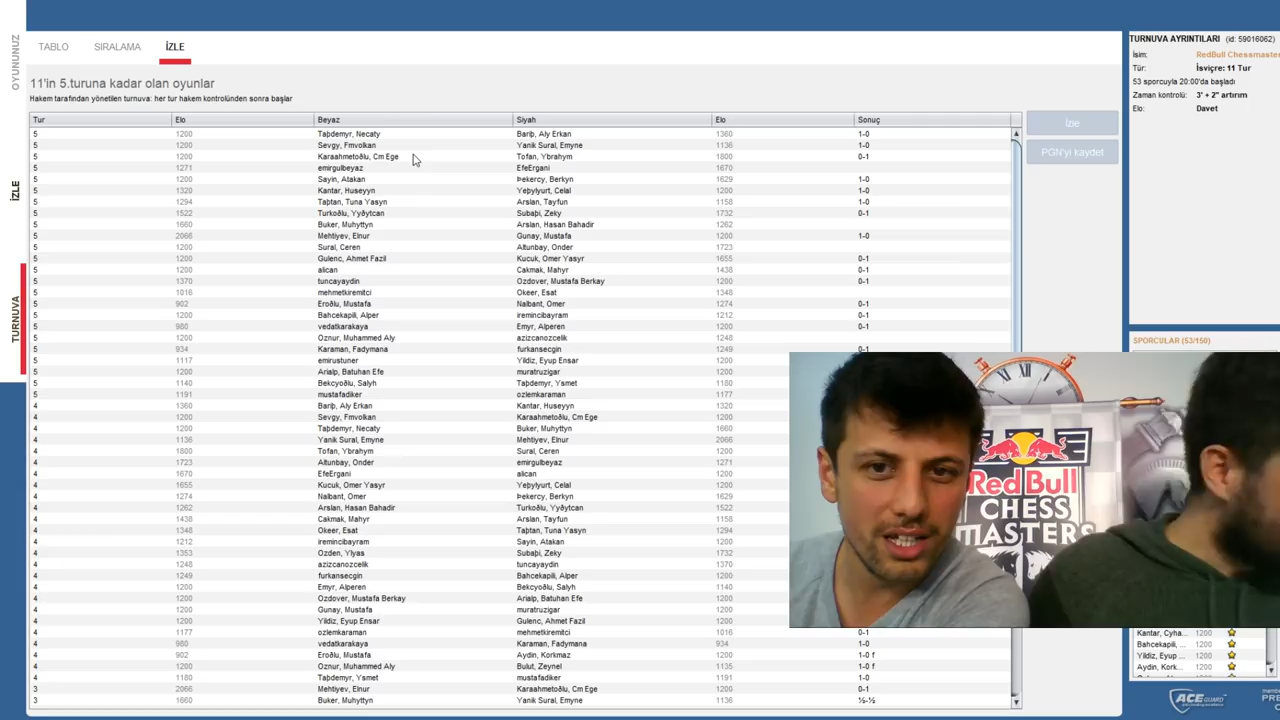 OYUNUNUZ
İZLE
TURNUVA
TABLO SIRALAMA İZLE
11'in 5.turuna kadar olan oyunlar
Hakem tarafından yönetilen turnuva: her tur hakem kontrolünden sonra başlar
Tur Elo Beyaz Siyah Elo Sonuç
5 1200 Taþdemyr, Necaty Bariþ, Aly Erkan 1360 1-0
5 1200 Sevgy, Fmvolkan Yanik Sural, Emyne 1136 1-0
5 1200 Karaahmetoðlu, Cm Ege Tofan, Ybrahym 1800 0-1
5 1271 emirgulbeyaz EfeErgani 1670
5 1200 Sayin, Atakan Þekercy, Berkyn 1629 1-0
5 1320 Kantar, Huseyyn Yeþylyurt, Celal 1200 1-0
5 1294 Taþtan, Tuna Yasyn Arslan, Tayfun 1158 1-0
5 1522 Turkoðlu, Yyðytcan Subaþi, Zeky 1732 0-1
5 1660 Buker, Muhyttyn Arslan, Hasan Bahadir 1262
5 2066 Mehtiyev, Elnur Gunay, Mustafa 1200 1-0
5 1200 Sural, Ceren Altunbay, Onder 1723
5 1200 Gulenc, Ahmet Fazil Kucuk, Omer Yasyr 1655 0-1
5 1200 alican Cakmak, Mahyr 1438 0-1
5 1370 tuncayaydin Ozdover, Mustafa Berkay 1200 0-1
5 1016 mehmetkiremitci Okeer, Esat 1348
5 902 Eroðlu, Mustafa Nalbant, Omer 1274 0-1
5 1200 Bahcekapili, Alper iremincibayram 1212 0-1
5 980 vedatkarakaya Emyr, Alperen 1200 0-1
5 1200 Oznur, Muhammed Aly azizcanozcelik 1248
5 934 Karaman, Fadymana furkansecgin 1249 0-1
5 1117 emirustuner Yildiz, Eyup Ensar 1200
5 1200 Arialp, Batuhan Efe muratruzigar 1200
5 1140 Bekcyoðlu, Salyh Taþdemyr, Ysmet 1180
5 1191 mustafadiker ozlemkaraman 1177
4 1360 Bariþ, Aly Erkan Kantar, Huseyyn 1320
4 1200 Sevgy, Fmvolkan Karaahmetoðlu, Cm Ege 1200
4 1200 Taþdemyr, Necaty Buker, Muhyttyn 1660
4 1136 Yanik Sural, Emyne Mehtiyev, Elnur 2066
4 1800 Tofan, Ybrahym Sural, Ceren 1200
4 1723 Altunbay, Onder emirgulbeyaz 1271
4 1670 EfeErgani alican 1200
4 1655 Kucuk, Omer Yasyr Yeþylyurt, Celal 1200
4 1274 Nalbant, Omer Þekercy, Berkyn 1629
4 1262 Arslan, Hasan Bahadir Turkoðlu, Yyðytcan 1522
4 1438 Cakmak, Mahyr Arslan, Tayfun 1158
4 1348 Okeer, Esat Taþtan, Tuna Yasyn 1294
4 1212 iremincibayram Sayin, Atakan 1200
4 1353 Ozden, Ylyas Subaþi, Zeky 1732
4 1248 azizcanozcelik tuncayaydin 1370
4 1249 furkansecgin Bahcekapili, Alper 1200
4 1200 Emyr, Alperen Bekcyoðlu, Salyh 1140
4 1200 Ozdover, Mustafa Berkay Arialp, Batuhan Efe 1200
4 1200 Gunay, Mustafa muratruzigar 1200
4 1200 Yildiz, Eyup Ensar Gulenc, Ahmet Fazil 1200
4 1177 ozlemkaraman mehmetkiremitci 1016 0-1
4 980 vedatkarakaya Karaman, Fadymana 934 1-0
4 902 Eroðlu, Mustafa Aydin, Korkmaz 1200 1-0 f
4 1200 Oznur, Muhammed Aly Bulut, Zeynel 1135 1-0 f
4 1180 Taþdemyr, Ysmet mustafadiker 1191 1-0
3 2066 Mehtiyev, Elnur Karaahmetoðlu, Cm Ege 1200 0-1
3 1660 Buker, Muhyttyn Yanik Sural, Emyne 1136 ½-½
İzle
PGN'yi kaydet
TURNUVA AYRINTILARI (id: 59016062)
İsim: RedBull Chessmaster
Tür: İsviçre: 11 Tur
53 sporcuyla 20:00'da başladı
Zaman kontrolü: 3' + 2" artırım
Elo: Davet
SPORCULAR (53/150)
Red Bull
CHESS
MASTERS
Kantar, Cyha... 1200
Bahcekapili, ... 1200
Yildiz, Eyup ... 1200
Aydin, Kork... 1200
ACE GUARD